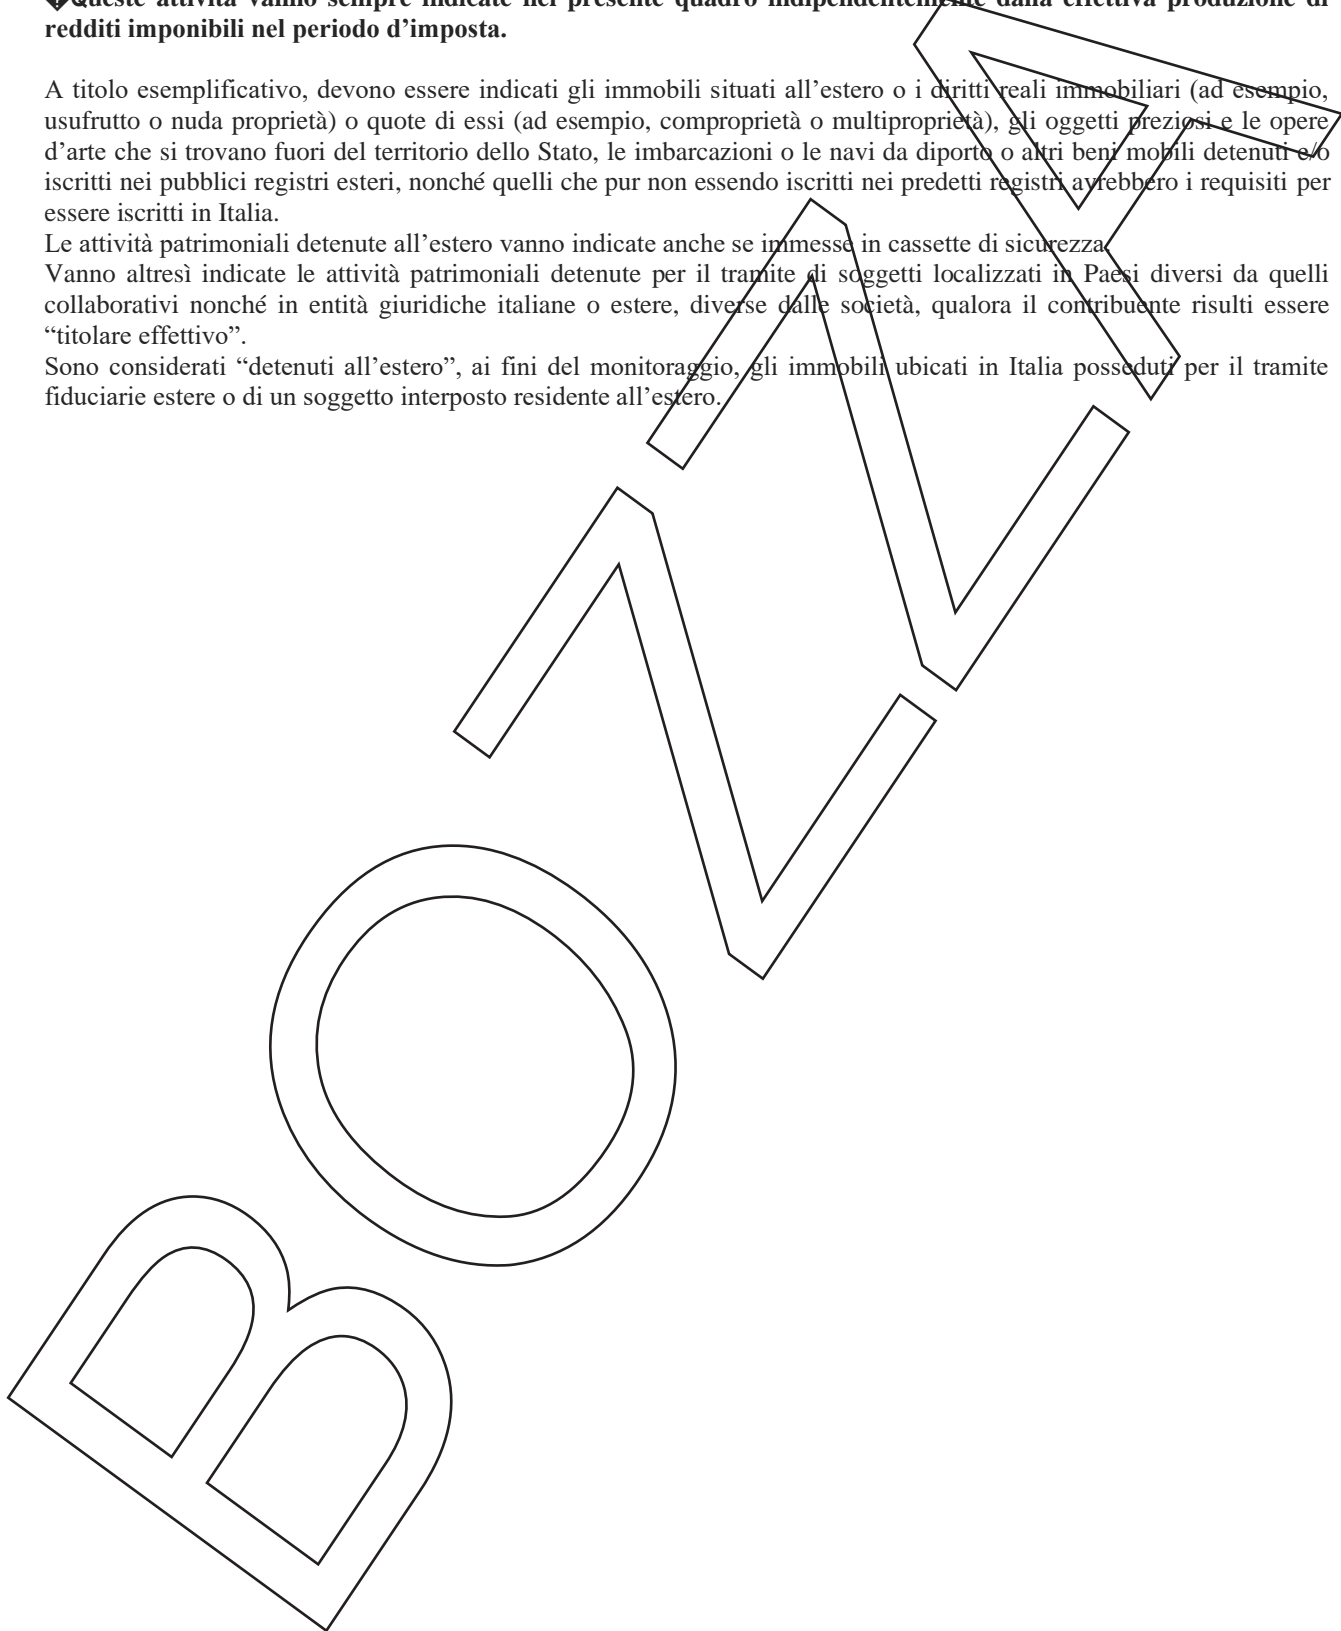 Queste attività vanno sempre indicate nel presente quadro indipendentemente dalla effettiva produzione di
redditi imponibili nel periodo d’imposta.
A titolo esemplificativo, devono essere indicati gli immobili situati all’estero o i diritti reali immobiliari (ad esempio,
usufrutto o nuda proprietà) o quote di essi (ad esempio, comproprietà o multiproprietà), gli oggetti preziosi e le opere
d’arte che si trovano fuori del territorio dello Stato, le imbarcazioni o le navi da diporto o altri beni mobili detenuti e/o
iscritti nei pubblici registri esteri, nonché quelli che pur non essendo iscritti nei predetti registri avrebbero i requisiti per
essere iscritti in Italia.
Le attività patrimoniali detenute all’estero vanno indicate anche se immesse in cassette di sicurezza.
Vanno altresì indicate le attività patrimoniali detenute per il tramite di soggetti localizzati in Paesi diversi da quelli
collaborativi nonché in entità giuridiche italiane o estere, diverse dalle società, qualora il contribuente risulti essere
“titolare effettivo”.
Sono considerati “detenuti all’estero”, ai fini del monitoraggio, gli immobili ubicati in Italia posseduti per il tramite
fiduciarie estere o di un soggetto interposto residente all’estero.
BOZZA